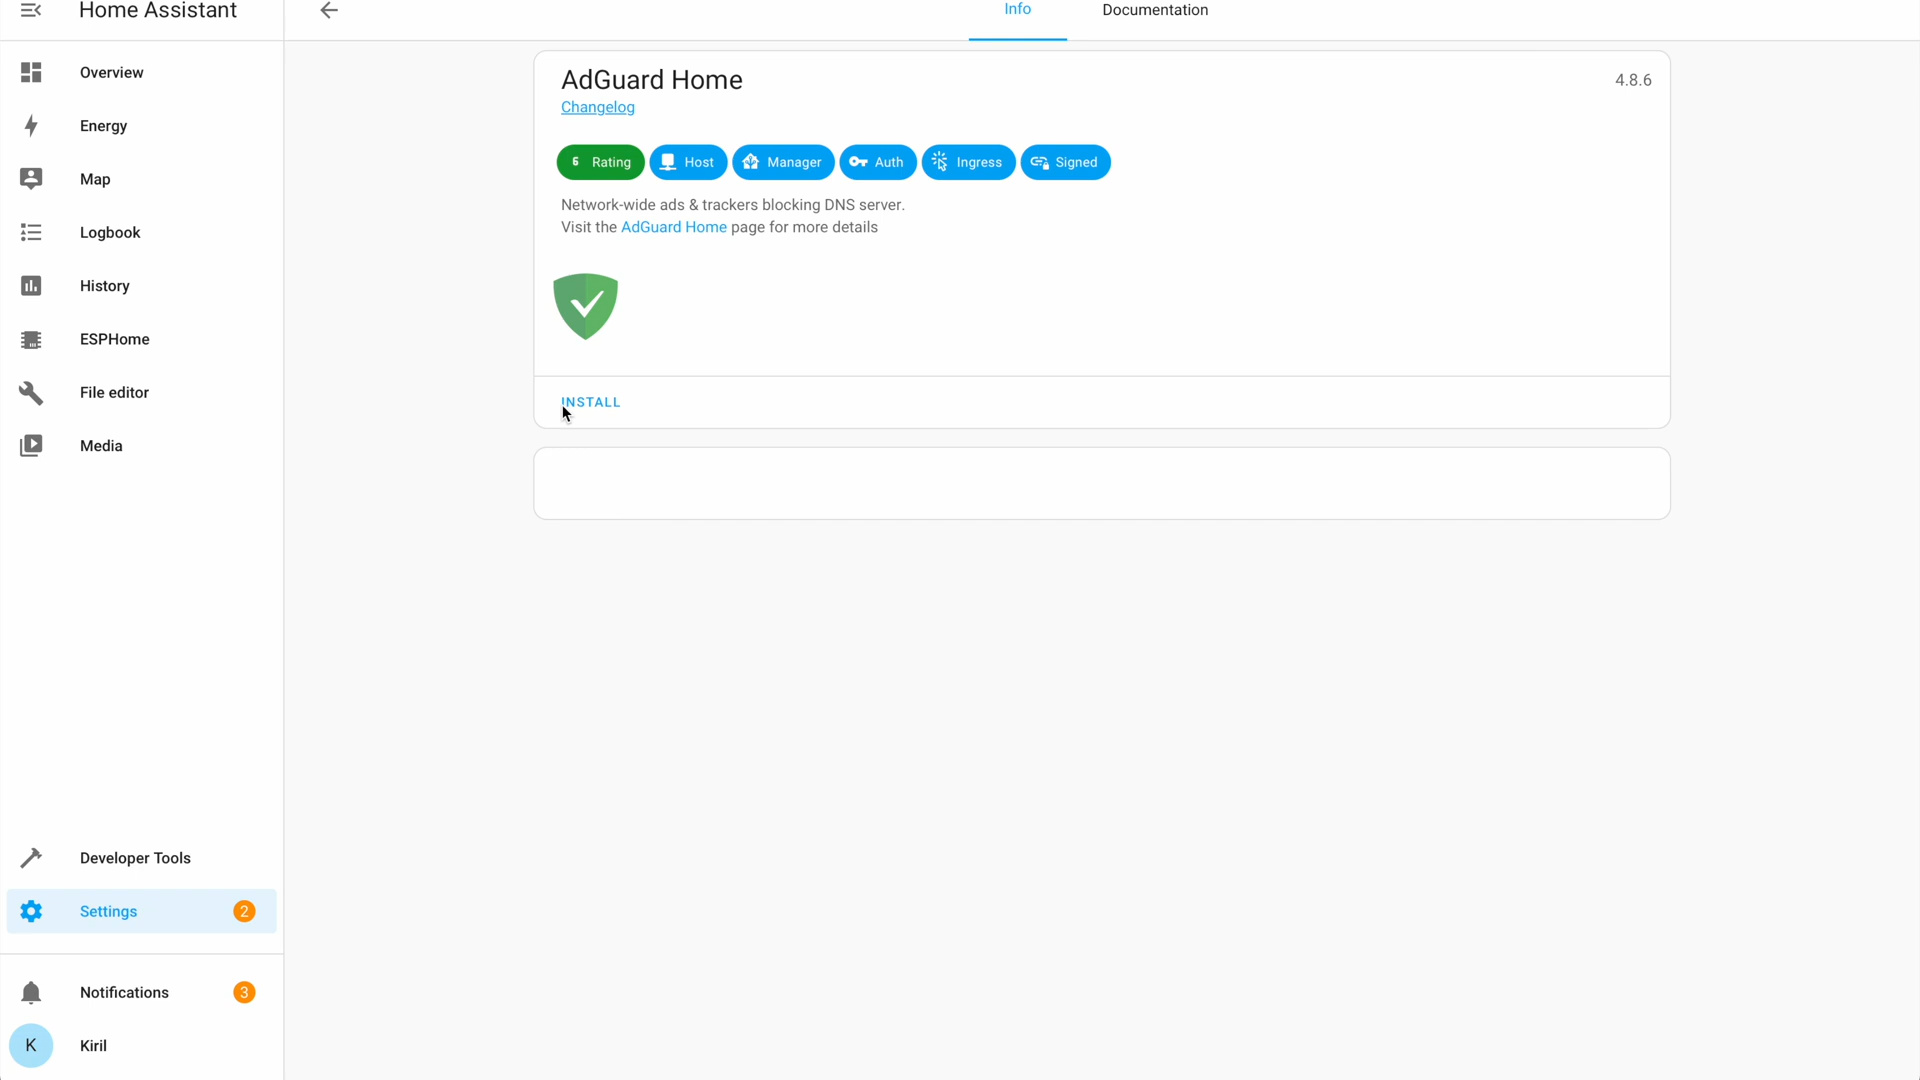 Home Assistant
Info
Documentation
Overview
Energy
Map
Logbook
History
ESPHome
File editor
Media
Developer Tools
Settings
2
Notifications
3
K
Kiril
AdGuard Home
4.8.6
Changelog
6 Rating
Host
Manager
Auth
Ingress
Signed
Network-wide ads & trackers blocking DNS server.
Visit the AdGuard Home page for more details
INSTALL